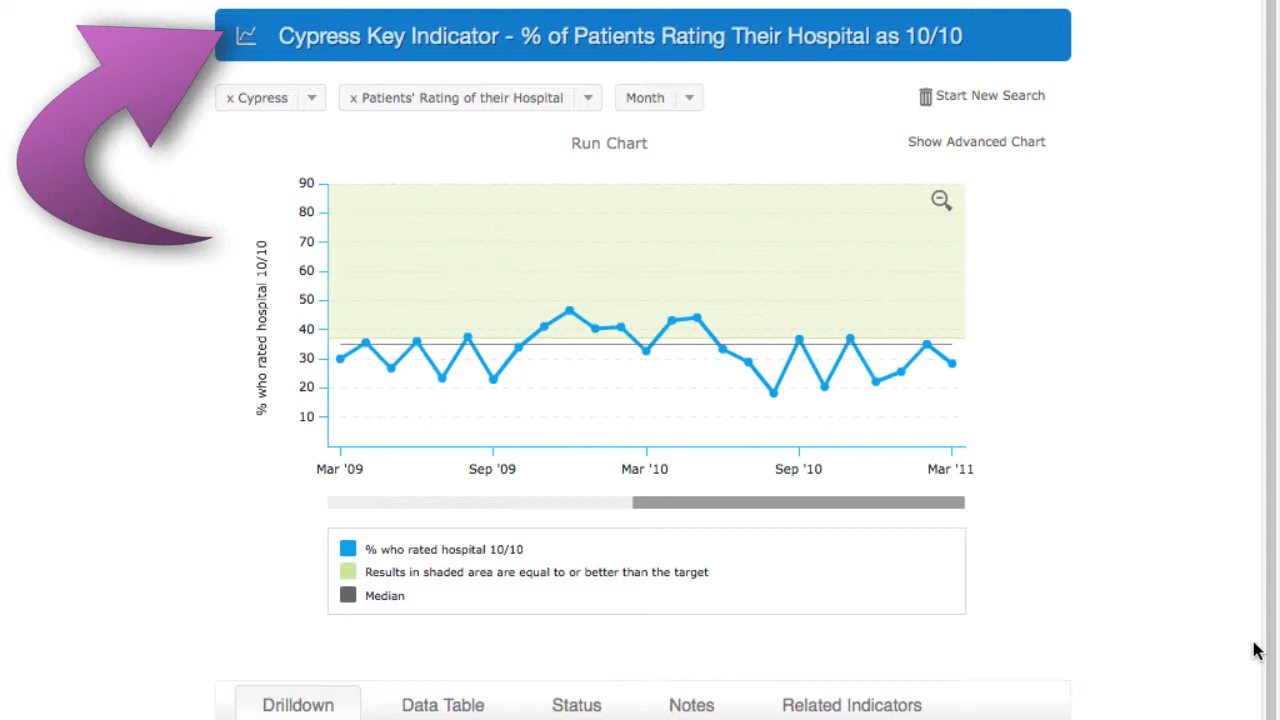 Cypress Key Indicator - % of Patients Rating Their Hospital as 10/10
x Cypress
x Patients' Rating of their Hospital
Month
Start New Search
Run Chart
Show Advanced Chart
% who rated hospital 10/10
90
80
70
60
50
40
30
20
10
Mar '09
Sep '09
Mar '10
Sep '10
Mar '11
% who rated hospital 10/10
Results in shaded area are equal to or better than the target
Median
Drilldown
Data Table
Status
Notes
Related Indicators